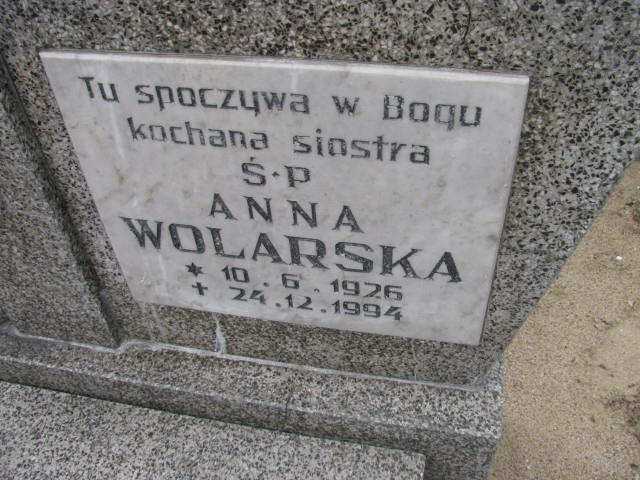 Tu spoczywa w Bogu
kochana siostra
Ś.P
ANNA
WOLARSKA
* 10.6.1926
+ 24.12.1994